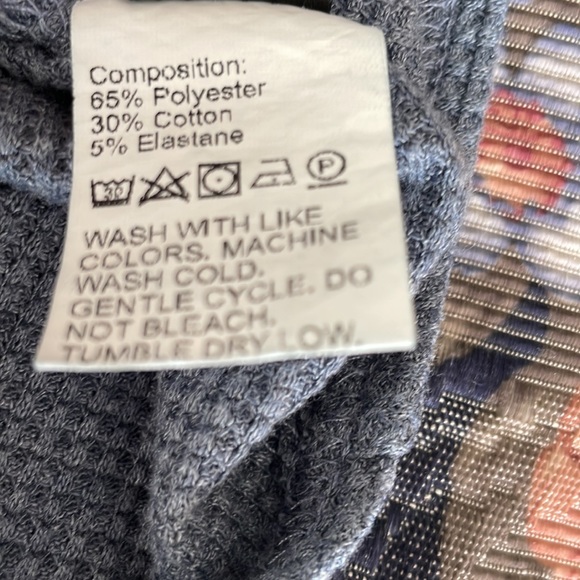 Composition:
65% Polyester
30% Cotton
5% Elastane
30 P
WASH WITH LIKE
COLORS. MACHINE
WASH COLD.
GENTLE CYCLE. DO
NOT BLEACH.
TUMBLE DRY LOW.